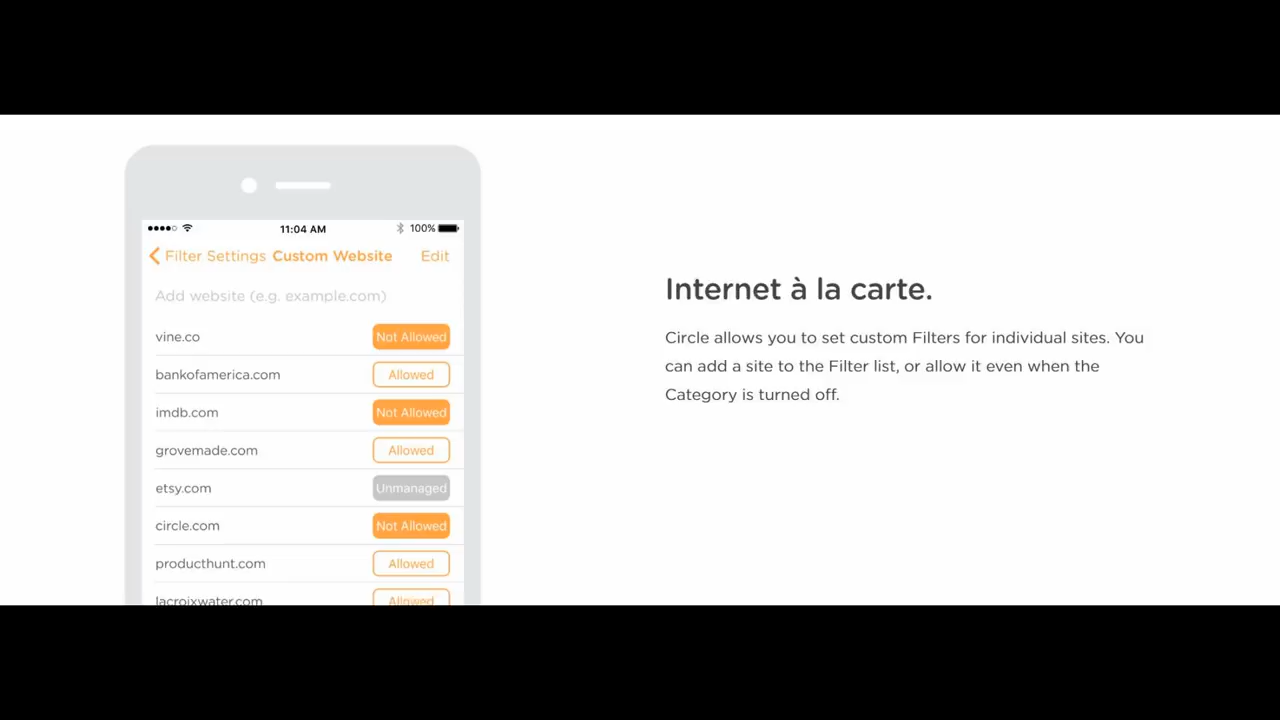 11:04 AM 100%
Filter Settings Custom Website Edit
Add website (e.g. example.com)
vine.co Not Allowed
bankofamerica.com Allowed
imdb.com Not Allowed
grovemade.com Allowed
etsy.com Unmanaged
circle.com Not Allowed
producthunt.com Allowed
lacroixwater.com Allowed
Internet à la carte.
Circle allows you to set custom Filters for individual sites. You
can add a site to the Filter list, or allow it even when the
Category is turned off.